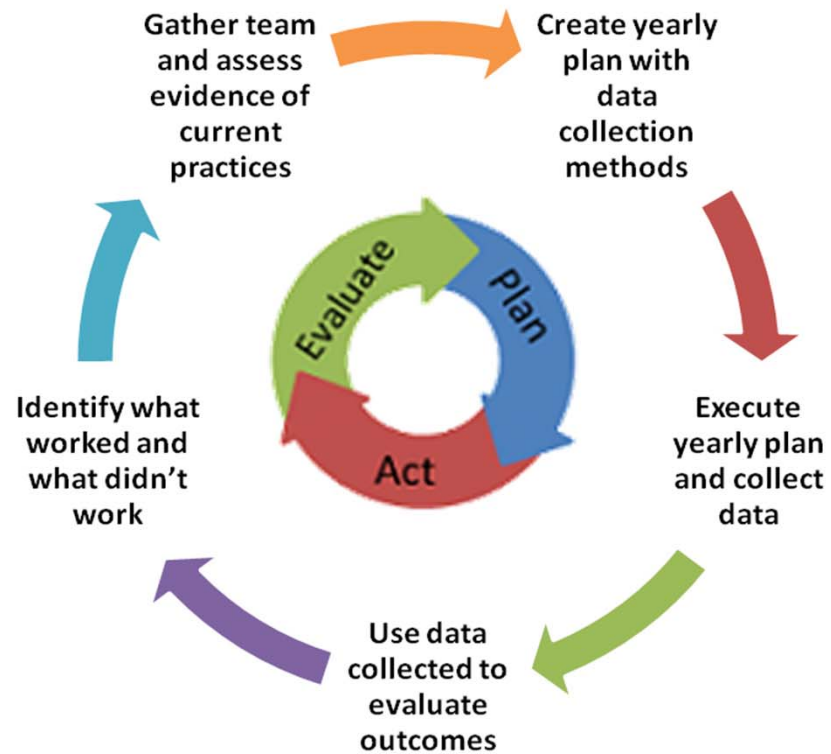 Gather team
and assess
evidence of
current
practices
Create yearly
plan with
data
collection
methods
Execute
yearly plan
and collect
data
Use data
collected to
evaluate
outcomes
Identify what
worked and
what didn’t
work
Evaluate
Plan
Act